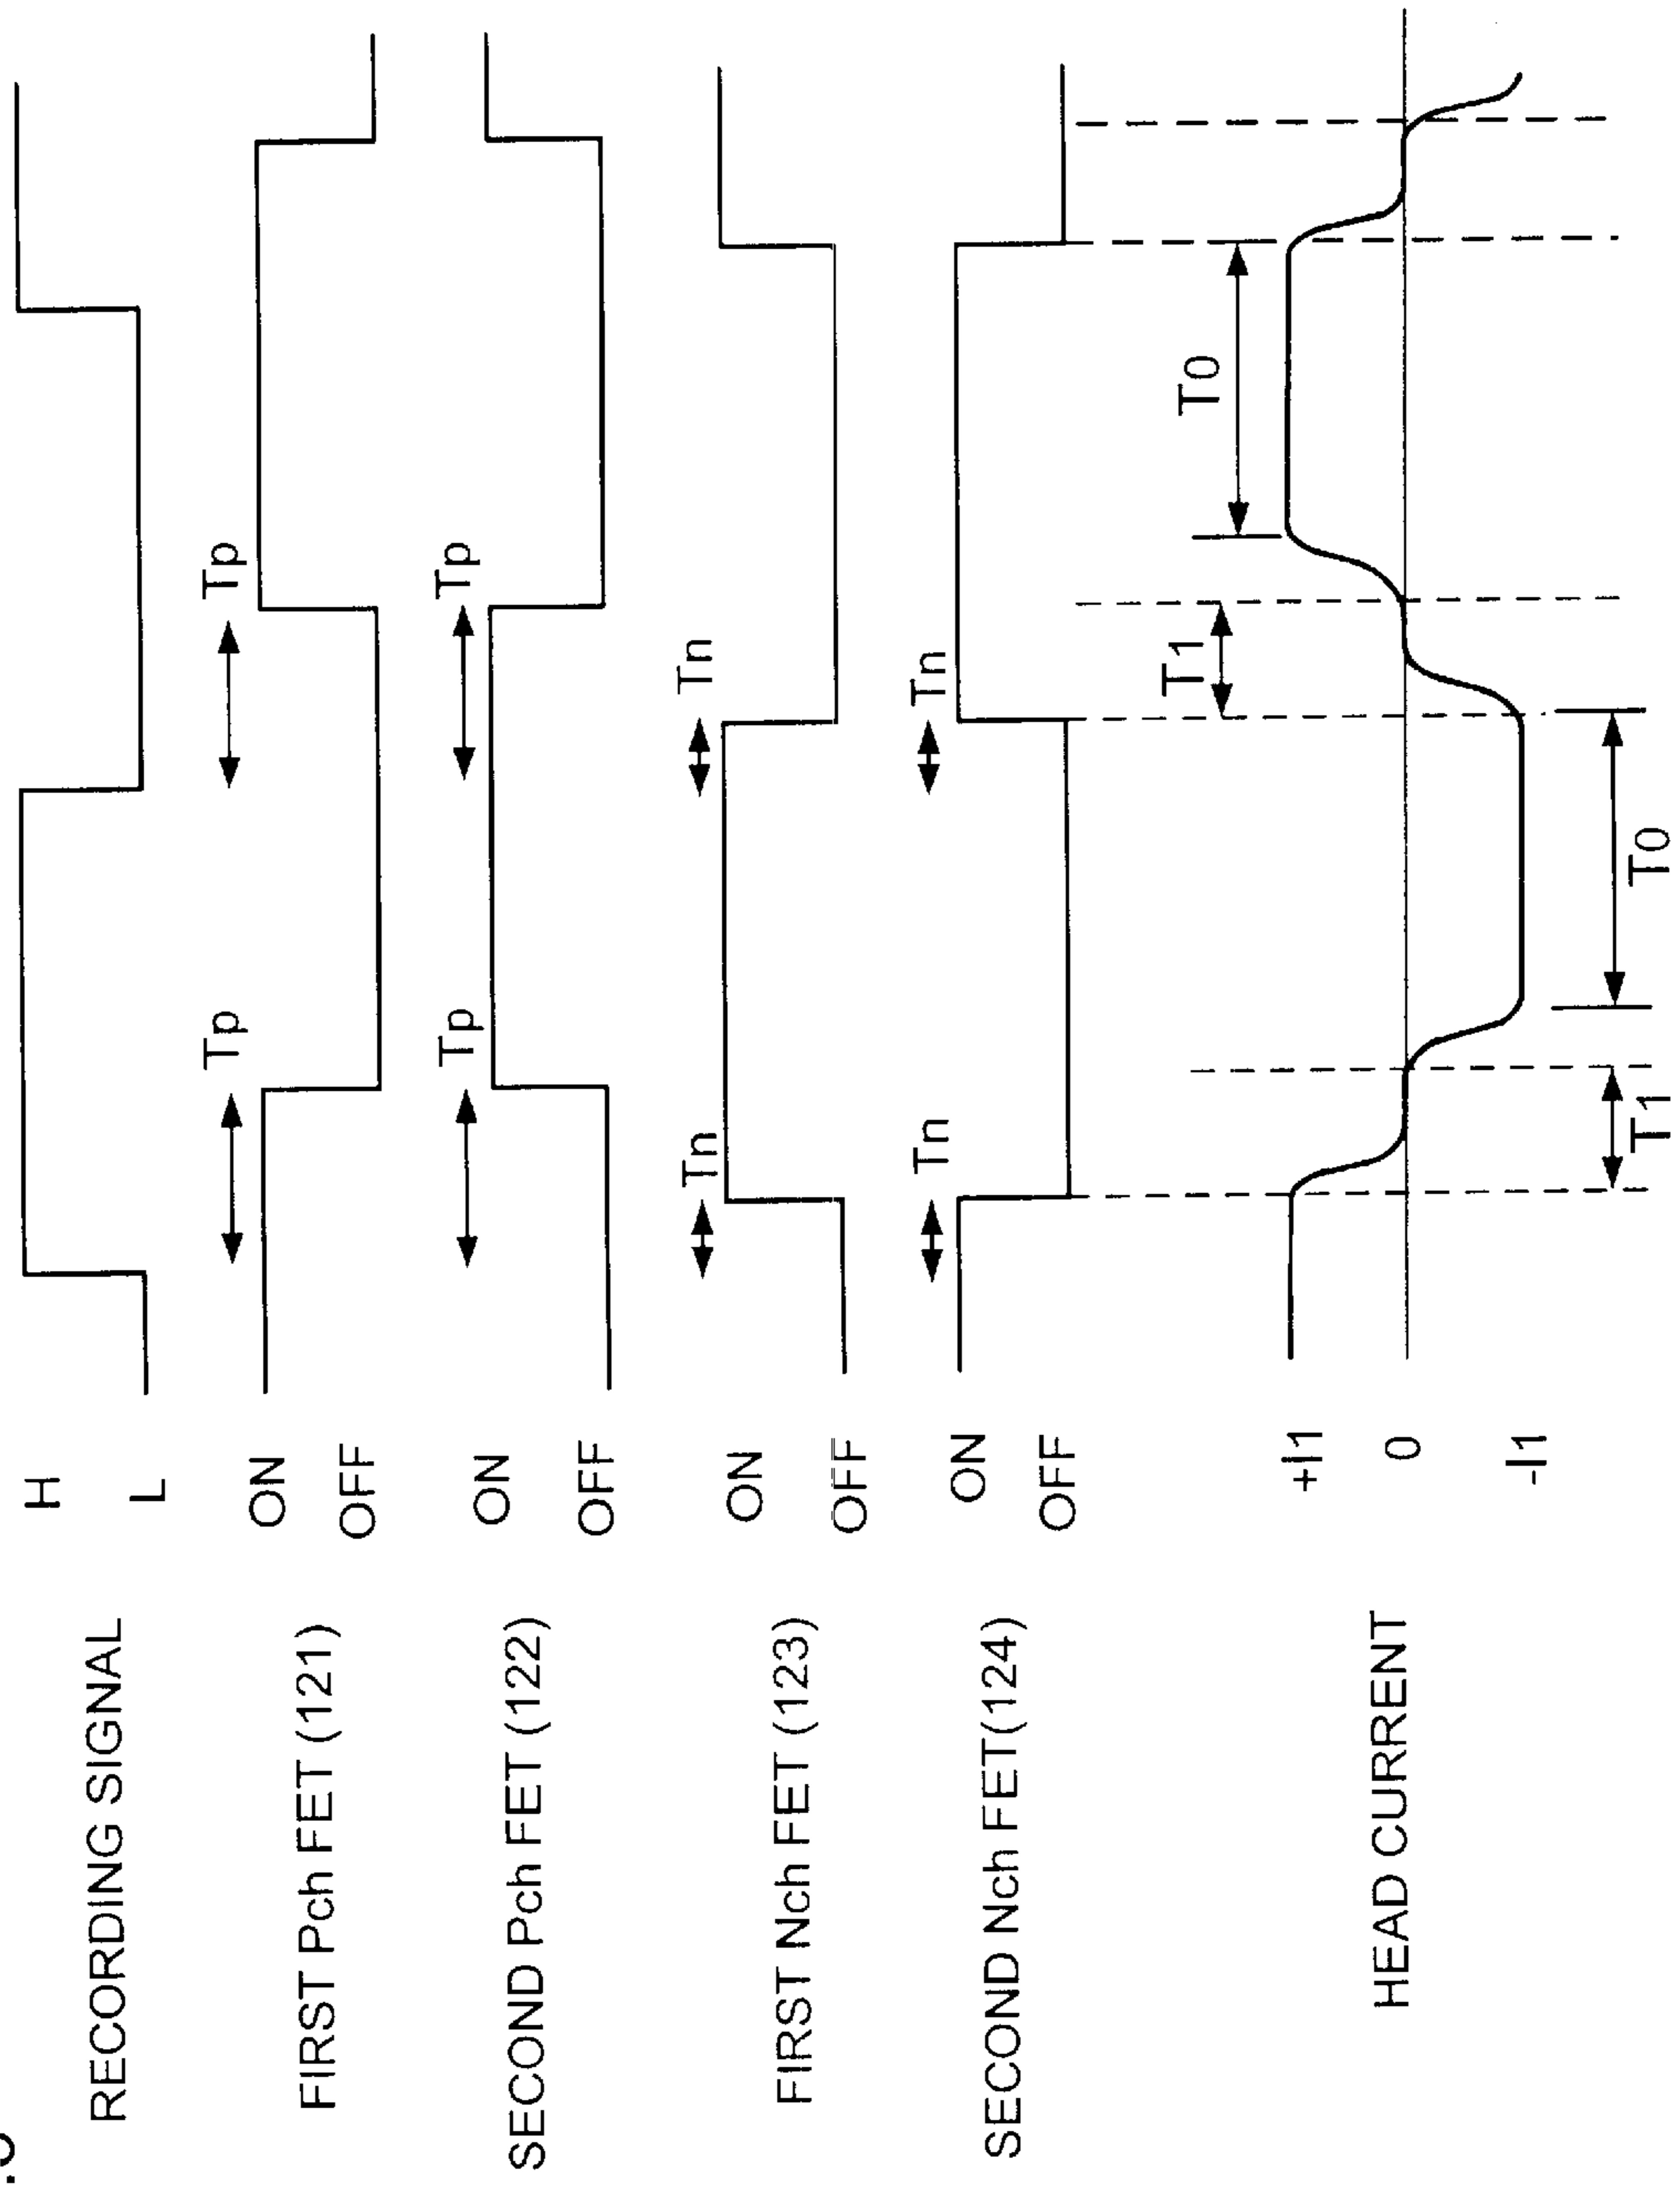 RECORDING SIGNAL
H
L
FIRST Pch FET (121)
ON
OFF
Tp
Tp
SECOND Pch FET (122)
ON
OFF
Tp
Tp
FIRST Nch FET (123)
ON
OFF
Tn
Tn
SECOND Nch FET(124)
ON
OFF
Tn
Tn
HEAD CURRENT
+I1
0
-I1
T1
T0
T1
T0